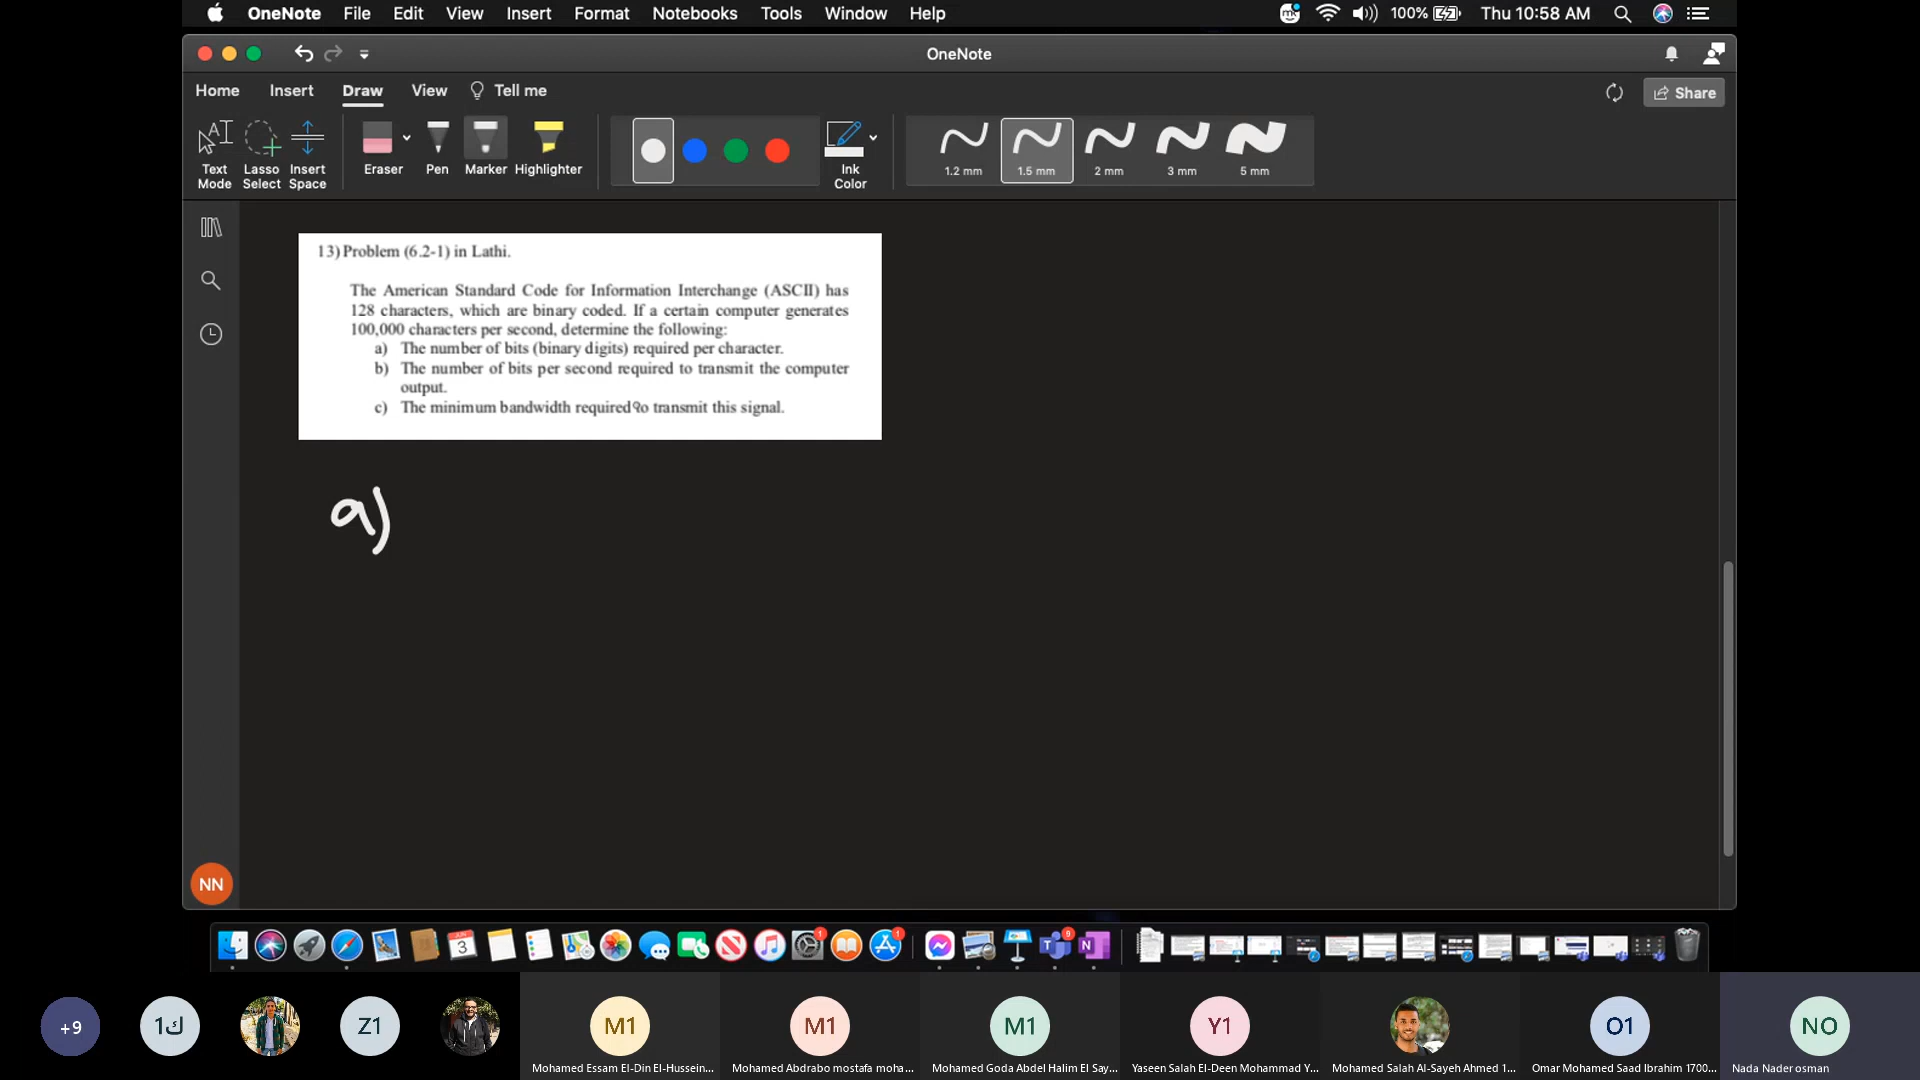 OneNote File Edit View Insert Format Notebooks Tools Window Help
100% Thu 10:58 AM
OneNote
Home Insert Draw View Tell me
Share
Text Mode
Lasso Select
Insert Space
Eraser
Pen
Marker
Highlighter
Ink Color
1.2 mm
1.5 mm
2 mm
3 mm
5 mm
13) Problem (6.2-1) in Lathi.
The American Standard Code for Information Interchange (ASCII) has
128 characters, which are binary coded. If a certain computer generates
100,000 characters per second, determine the following:
a) The number of bits (binary digits) required per character.
b) The number of bits per second required to transmit the computer
output.
c) The minimum bandwidth required to transmit this signal.
a)
NN
JUN
3
1
1
9
+9
ك1
Z1
M1
M1
M1
Y1
O1
NO
Mohamed Essam El-Din El-Hussein...
Mohamed Abdrabo mostafa moha...
Mohamed Goda Abdel Halim El Say...
Yaseen Salah El-Deen Mohammad Y...
Mohamed Salah Al-Sayeh Ahmed 1...
Omar Mohamed Saad Ibrahim 1700...
Nada Nader osman